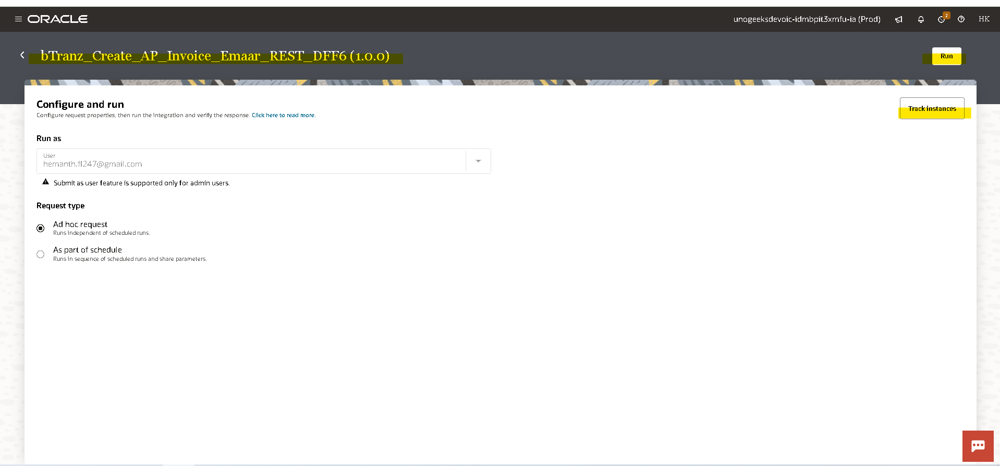 ORACLE
unogeeksdevoic-idmbpit3xmfu-ia (Prod)
2
HK
bTranz_Create_AP_Invoice_Emaar_REST_DFF6 (1.0.0)
Run
Configure and run
Configure request properties, then run the integration and verify the response. Click here to read more.
Track instances
Run as
User
hemanth.fl247@gmail.com
Submit as user feature is supported only for admin users.
Request type
Ad hoc request
Runs independent of scheduled runs.
As part of schedule
Runs in sequence of scheduled runs and share parameters.